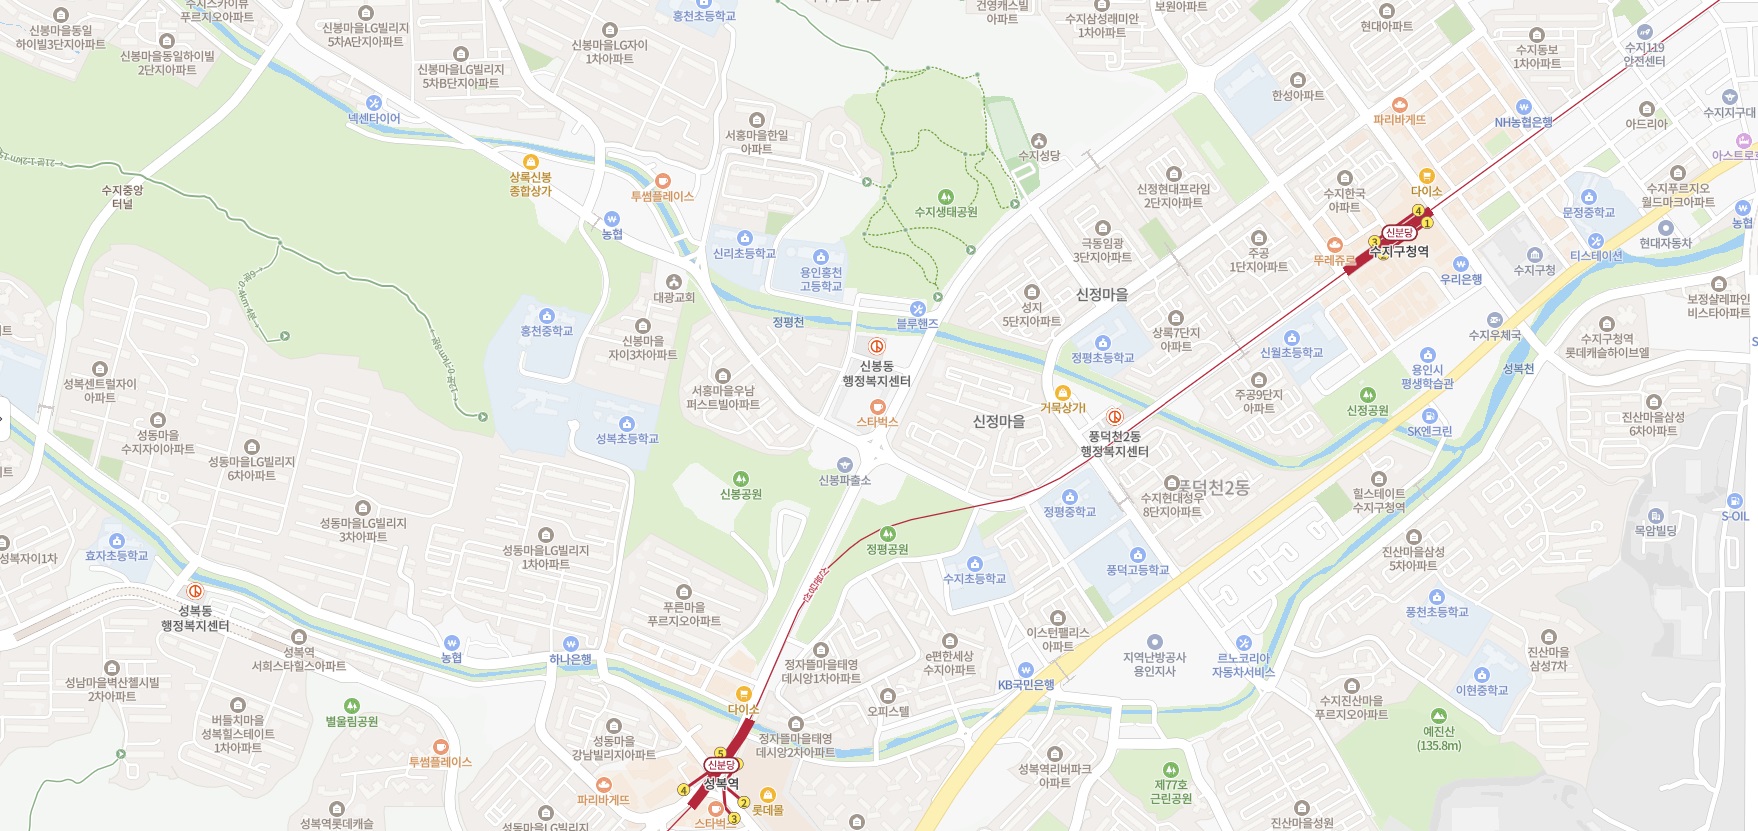 수지스카이뷰
푸르지오아파트
신봉마을동일
하이빌3단지아파트
신봉마을동일하이빌
2단지아파트
신봉마을LG빌리지
5차A단지아파트
신봉마을LG빌리지
5차B단지아파트
신봉마을LG자이
1차아파트
홍천초등학교
건영캐스빌
아파트
수지삼성래미안
1차아파트
보원아파트
현대아파트
수지동보
1차아파트
수지119
안전센터
한성아파트
파리바게뜨
NH농협은행
아드리아
수지지구대
넥센타이어
서홍마을한일
아파트
수지성당
상록신봉
종합상가
투썸플레이스
수지생태공원
신정현대프라임
2단지아파트
수지한국
아파트
다이소
문정중학교
수지푸르지오
월드마크아파트
농협
수지중앙
터널
농협
신리초등학교
용인홍천
고등학교
극동임광
3단지아파트
주공
1단지아파트
4
1
3
신분당
수지구청역
뚜레쥬르
우리은행
수지구청
티스테이션
현대자동차
대광교회
신정마을
성지
5단지아파트
정평천
블루핸즈
상록7단지
아파트
수지우체국
보정샬레파인
비스타아파트
홍천중학교
신봉마을
자이3차아파트
정평초등학교
신월초등학교
수지구청역
롯데캐슬하이브엘
신봉동
행정복지센터
성복천
용인시
평생학습관
성복센트럴자이
아파트
서홍마을우남
퍼스트빌아파트
주공9단지
아파트
신정공원
거묵상가I
스타벅스
신정마을
SK엔크린
진산마을삼성
6차아파트
풍덕천2동
행정복지센터
성동마을
수지자이아파트
성복초등학교
성동마을LG빌리지
6차아파트
신봉파출소
신봉공원
풍덕천2동
수지현대성우
8단지아파트
힐스테이트
수지구청역
정평중학교
S-OIL
목암빌딩
성동마을LG빌리지
3차아파트
정평공원
성동마을LG빌리지
1차아파트
효자초등학교
성복자이1차
진산마을삼성
5차아파트
수지초등학교
풍덕고등학교
신분당선
성복동
행정복지센터
푸른마을
푸르지오아파트
풍천초등학교
이스턴팰리스
아파트
성복역
서희스타힐스아파트
농협
하나은행
정자뜰마을태영
데시앙1차아파트
e편한세상
수지아파트
지역난방공사
용인지사
르노코리아
자동차서비스
진산마을
삼성7차
성남마을벽산첼시빌
2차아파트
KB국민은행
이현중학교
버들치마을
성복힐스테이트
1차아파트
별울림공원
다이소
오피스텔
수지진산마을
푸르지오아파트
예진산
(135.8m)
성동마을
강남빌리지아파트
정자뜰마을태영
데시앙2차아파트
투썸플레이스
5
신분당
성복역
4
2
3
성복역리버파크
아파트
제77호
근린공원
파리바게뜨
롯데몰
스타벅스
성복역롯데캐슬
성동마을LG빌리지
진산마을성원